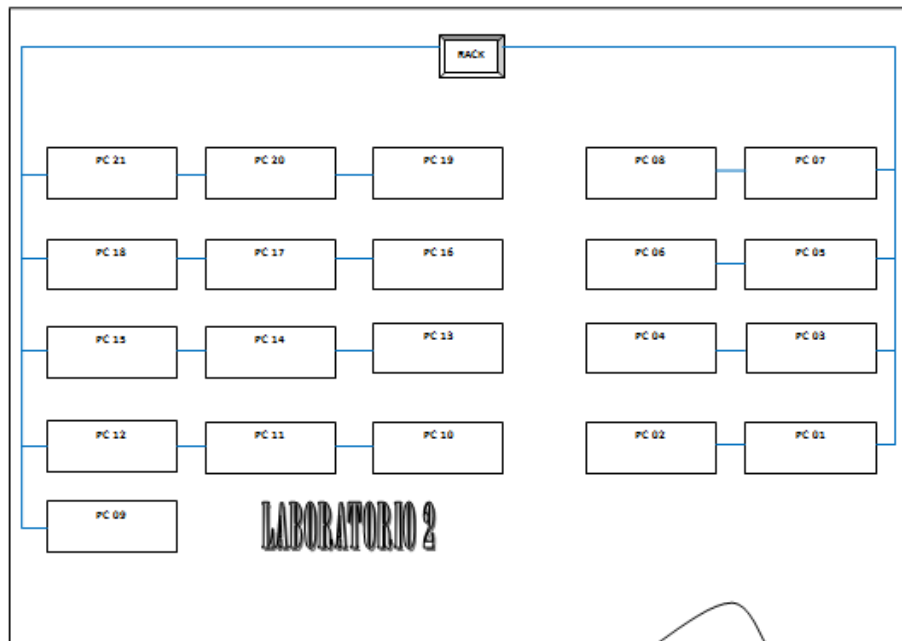 RACK
PC 21 PC 20 PC 19 PC 08 PC 07
PC 18 PC 17 PC 16 PC 06 PC 05
PC 15 PC 14 PC 13 PC 04 PC 03
PC 12 PC 11 PC 10 PC 02 PC 01
PC 09
LABORATORIO 2